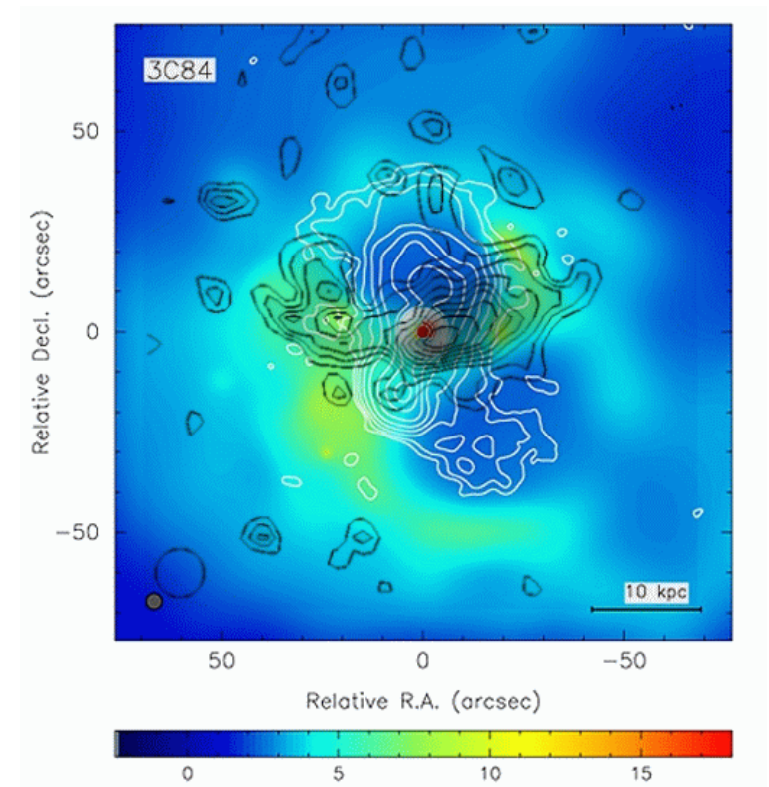 3C84
50
0
−50
Relative Decl. (arcsec)
10 kpc
50 0 −50
Relative R.A. (arcsec)
0 5 10 15